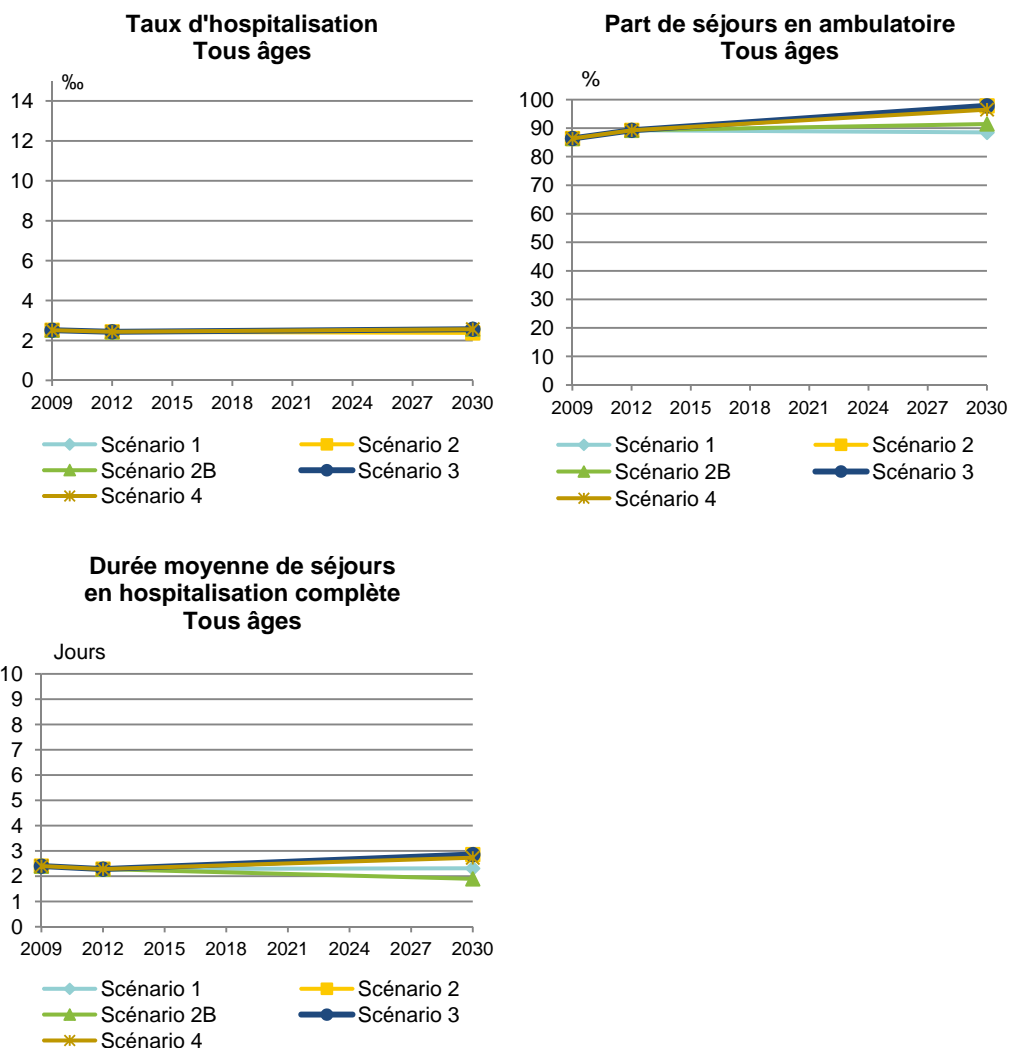 Taux d'hospitalisation
Tous âges
‰
14
12
10
8
6
4
2
0
2009 2012 2015 2018 2021 2024 2027 2030
Scénario 1 Scénario 2
Scénario 2B Scénario 3
Scénario 4
Part de séjours en ambulatoire
Tous âges
%
100
90
80
70
60
50
40
30
20
10
0
2009 2012 2015 2018 2021 2024 2027 2030
Scénario 1 Scénario 2
Scénario 2B Scénario 3
Scénario 4
Durée moyenne de séjours
en hospitalisation complète
Tous âges
Jours
10
9
8
7
6
5
4
3
2
1
0
2009 2012 2015 2018 2021 2024 2027 2030
Scénario 1 Scénario 2
Scénario 2B Scénario 3
Scénario 4